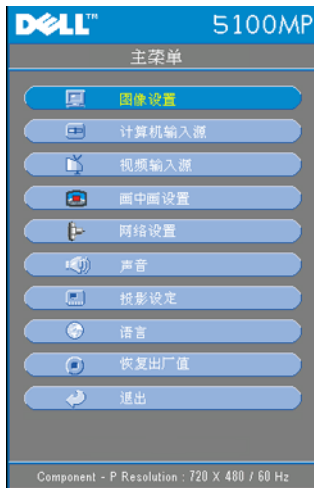 DELL™ 5100MP
主菜单
图像设置
计算机输入源
视频输入源
画中画设置
网络设置
声音
投影设定
语言
恢复出厂值
退出
Component - P Resolution : 720 X 480 / 60 Hz